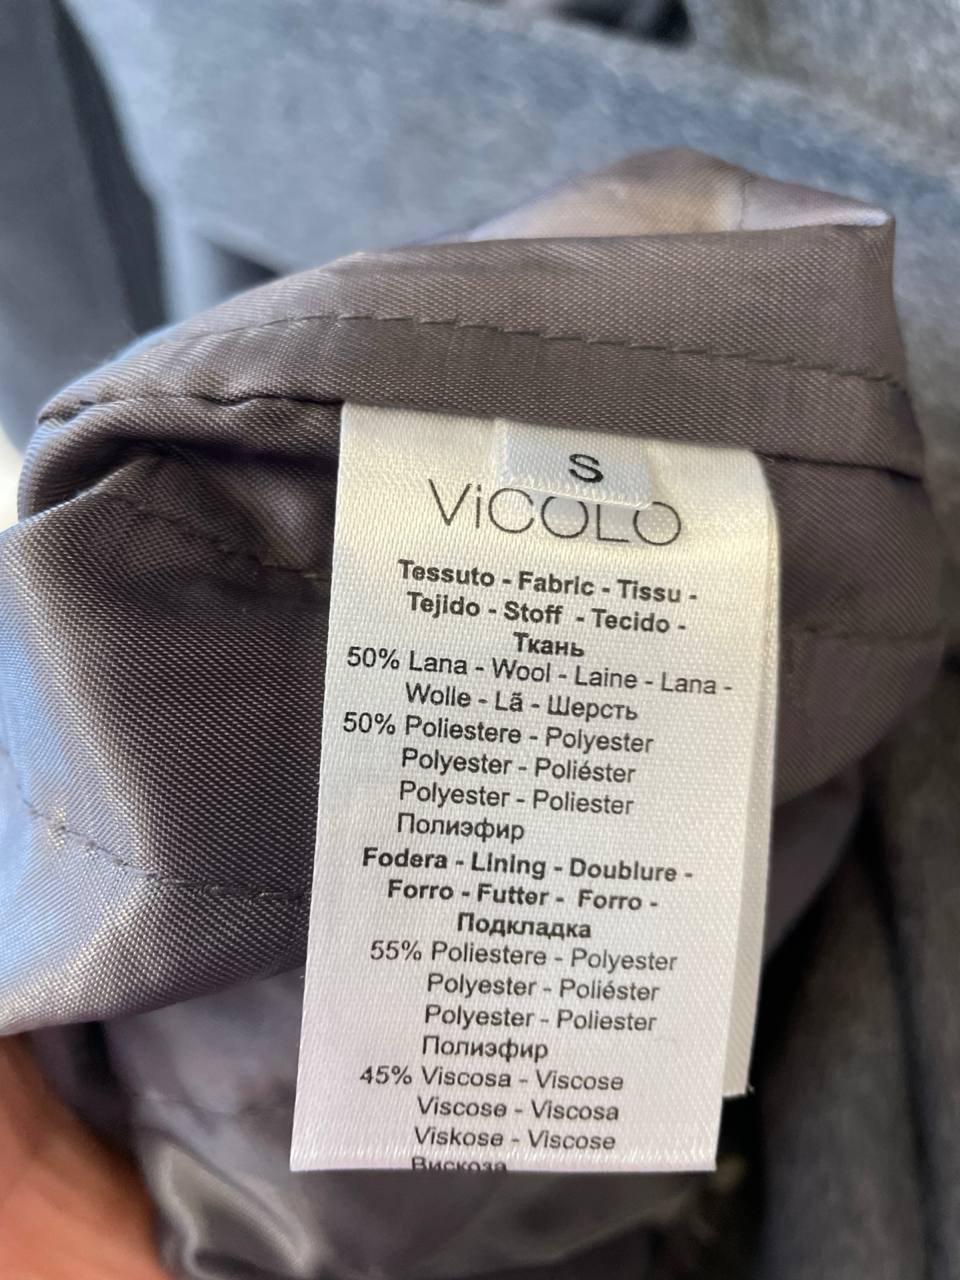 S
ViCOLO
Tessuto - Fabric - Tissu -
Tejido - Stoff - Tecido -
Ткань
50% Lana - Wool - Laine - Lana -
Wolle - Lã - Шерсть
50% Poliestere - Polyester
Polyester - Poliéster
Polyester - Poliester
Полиэфир
Fodera - Lining - Doublure -
Forro - Futter - Forro -
Подкладка
55% Poliestere - Polyester
Polyester - Poliéster
Polyester - Poliester
Полиэфир
45% Viscosa - Viscose
Viscose - Viscosa
Viskose - Viscose
Вискоза